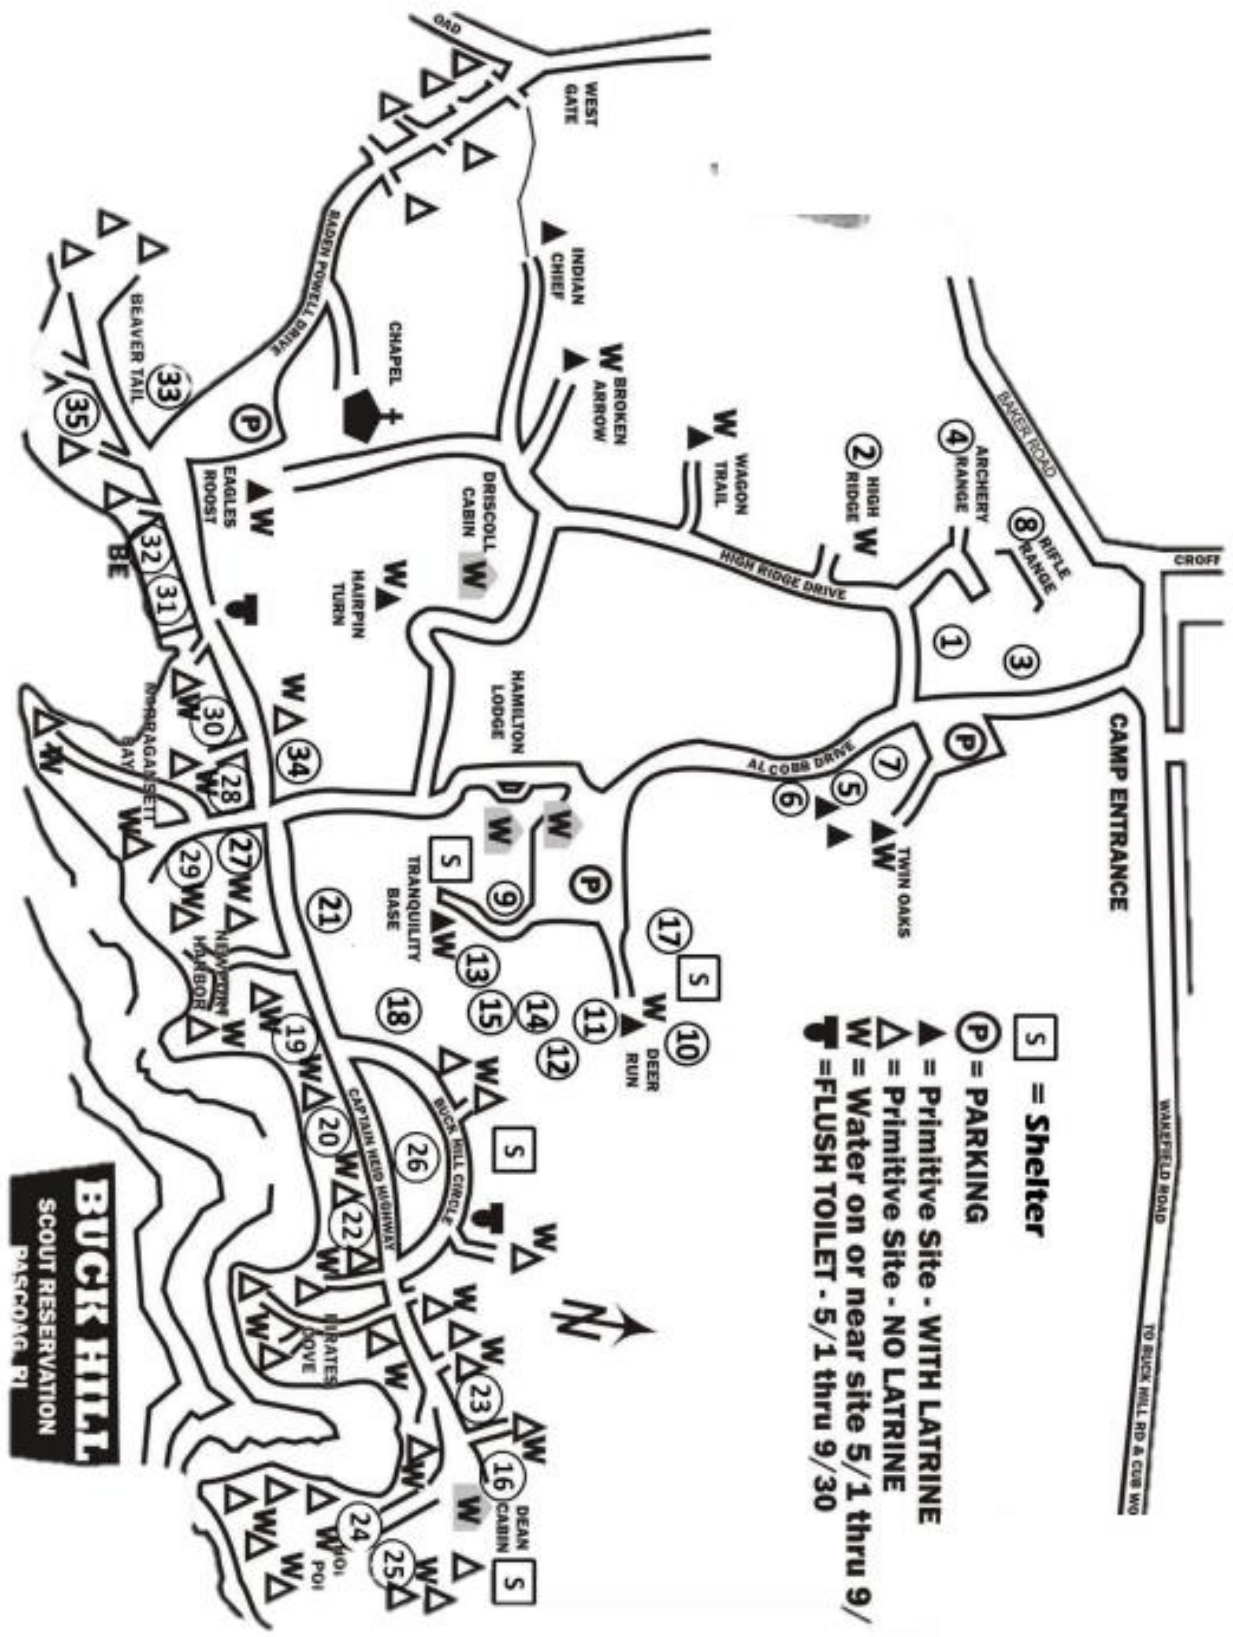 CAMP ENTRANCE
CROFF
WAKEFIELD ROAD
TO BUCK HILL RD & CUB WO
BAKER ROAD
S = Shelter
P = PARKING
= Primitive Site - WITH LATRINE
= Primitive Site - NO LATRINE
W = Water on or near site 5/1 thru 9/
=FLUSH TOILET - 5/1 thru 9/30
RIFLE
8 RANGE
ARCHERY
4 RANGE
3
1
2 HIGH
RIDGE W
HIGH RIDGE DRIVE
P
7
5
6
AL COBB DRIVE
W
TWIN OAKS
W
WAGON
TRAIL
W
BROKEN
ARROW
INDIAN
CHIEF
WEST
GATE
OAD
BADEN POWELL DRIVE
CHAPEL
P
DRISCOLL
CABIN
W
EAGLES
ROOST
W
W
HAIRPIN
TURN
HAMILTON
LODGE
W
W
P
9
S
TRANQUILITY
BASE
W
17
S
10
W
DEER
RUN
11
14
12
13
15
18
21
BEAVER TAIL
33
35
32
31
BE
W
34
30
W
28
W
BAY
W
W
27
W
29
W
NEWPORT
HARBOR
W
W
19
W
20
W
22
W
CAPTAIN HEID HIGHWAY
BUCK HILL CIRCLE
26
W
S
W
N
W
PIRATES
COVE
W
W
W
23
W
16
DEAN
CABIN
W
S
W
24
25
W
W
W
W
POI
BUCK HILL
SCOUT RESERVATION
PASCOAG, RI